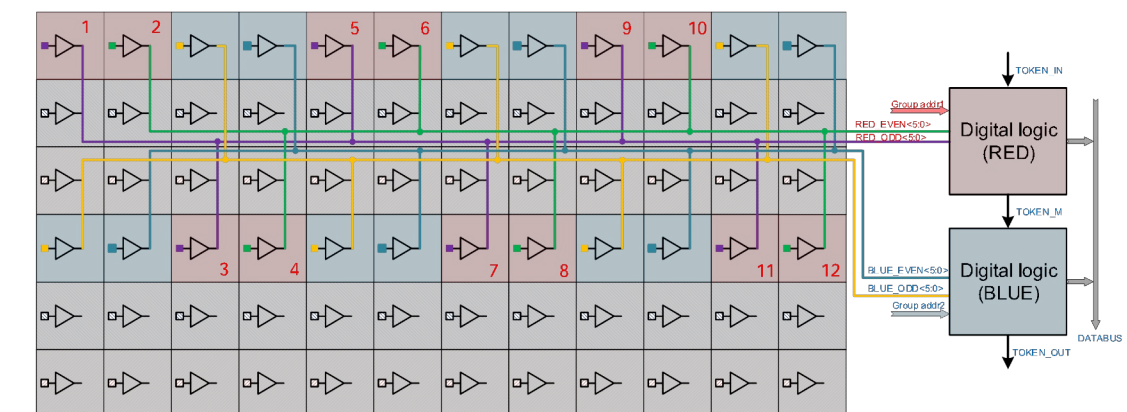 1 2 5 6 9 10
TOKEN_IN
Group addr1
RED_EVEN<5:0>
RED_ODD<5:0>
Digital logic
(RED)
TOKEN_M
3 4 7 8 11 12
BLUE_EVEN<5:0>
BLUE_ODD<5:0>
Group addr2
Digital logic
(BLUE)
DATABUS
TOKEN_OUT